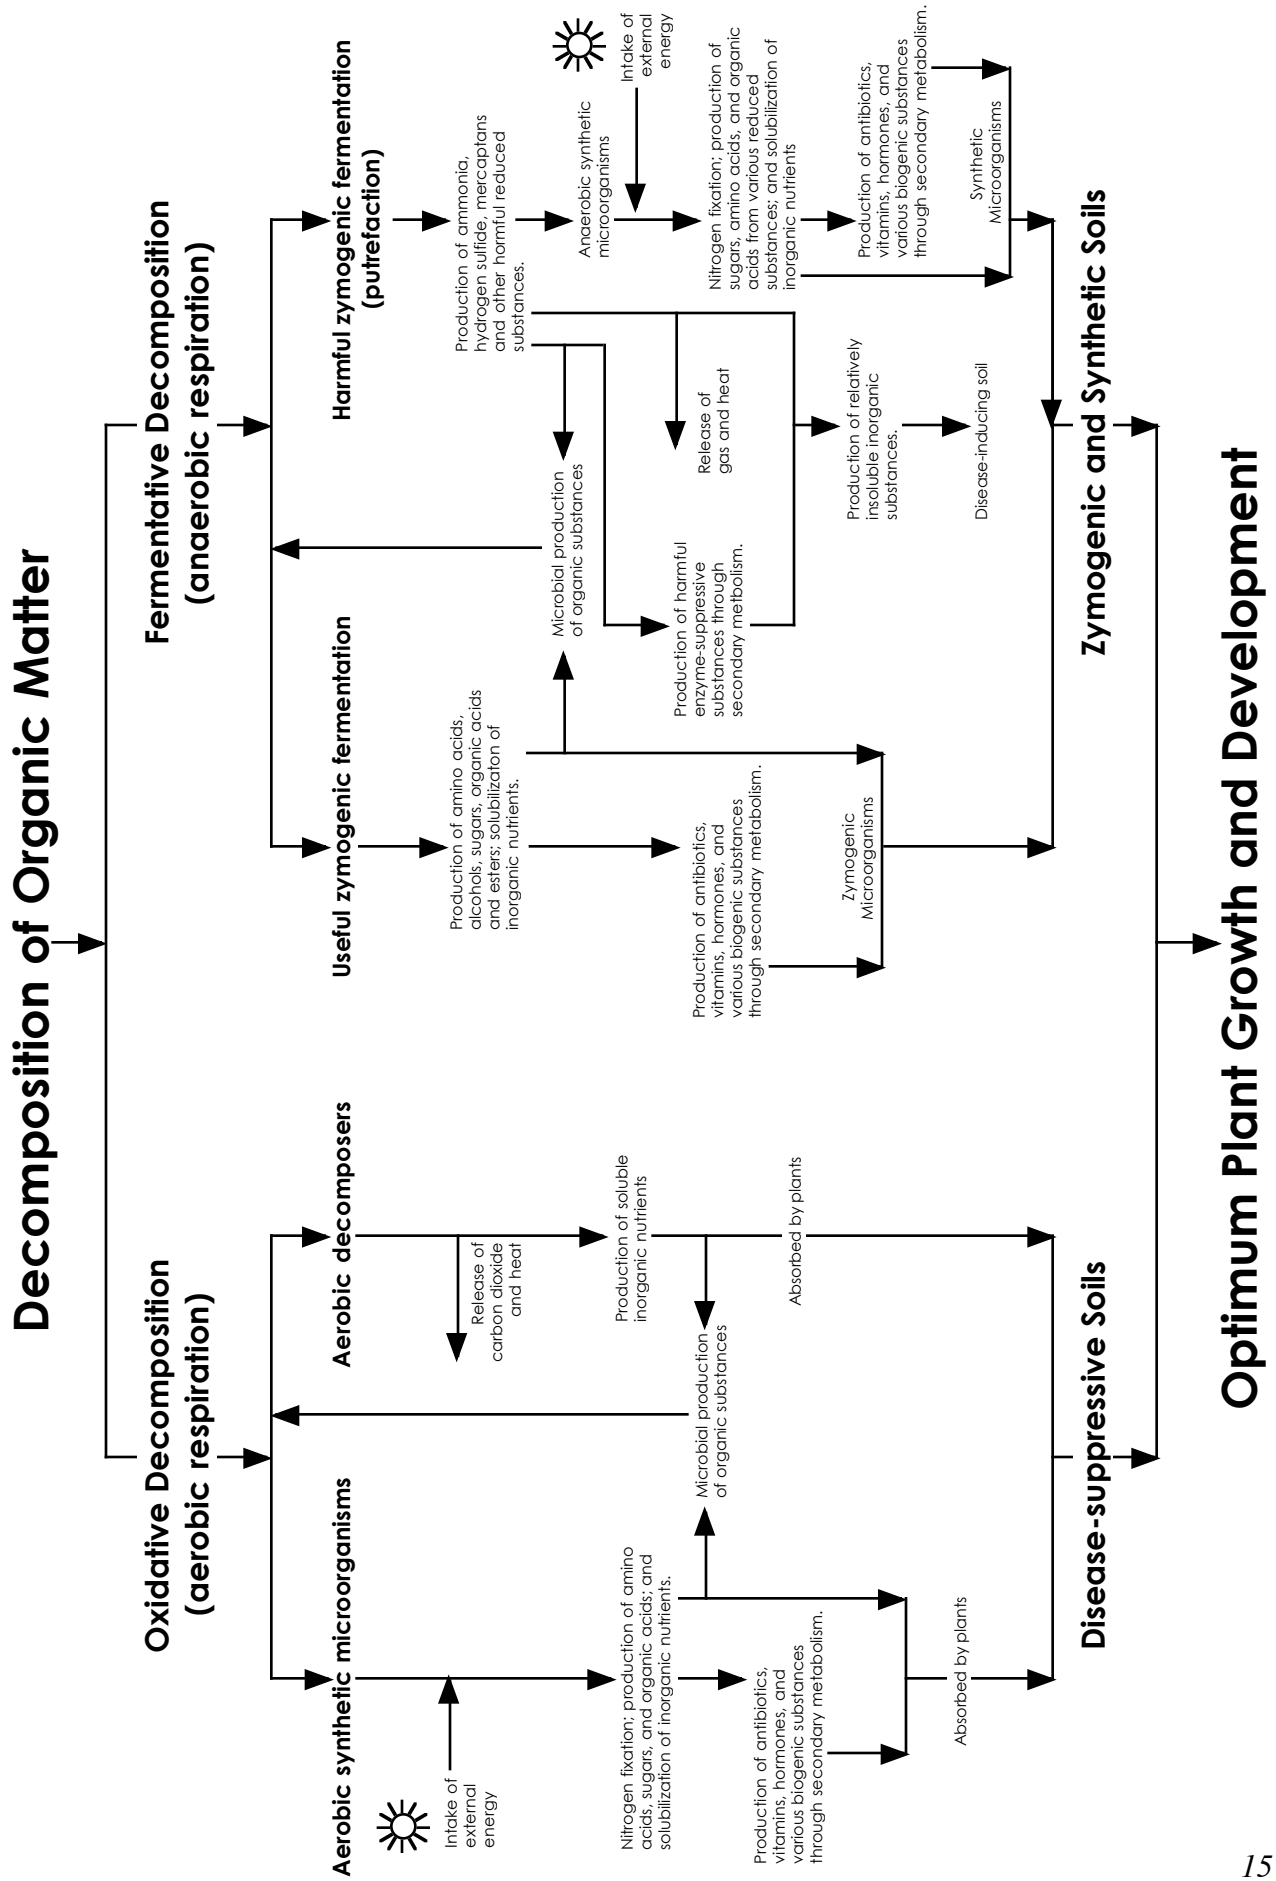 Decomposition of Organic Matter
Oxidative Decomposition
(aerobic respiration)
Fermentative Decomposition
(anaerobic respiration)
Aerobic synthetic microorganisms
Aerobic decomposers
Useful zymogenic fermentation
Harmful zymogenic fermentation
(putrefaction)
Intake of
external
energy
Release of
carbon dioxide
and heat
Nitrogen fixation; production of amino
acids, sugars, and organic acids; and
solubilization of inorganic nutrients.
Production of soluble
inorganic nutrients
Microbial production
of organic substances
Production of antibiotics,
vitamins, hormones, and
various biogenic substances
through secondary metabolism.
Absorbed by plants
Absorbed by plants
Disease-suppressive Soils
Production of amino acids,
alcohols, sugars, organic acids
and esters; solubilizaton of
inorganic nutrients.
Production of ammonia,
hydrogen sulfide, mercaptans
and other harmful reduced
substances.
Microbial production
of organic substances
Anaerobic synthetic
microorganisms
Intake of
external
energy
Production of antibiotics,
vitamins, hormones, and
various biogenic substances
through secondary metabolism.
Production of harmful
enzyme-suppressive
substances through
secondary metbolism.
Release of
gas and heat
Nitrogen fixation; production of
sugars, amino acids, and organic
acids from various reduced
substances; and solubilization of
inorganic nutrients
Zymogenic
Microorganisms
Production of relatively
insoluble inorganic
substances.
Production of antibiotics,
vitamins, hormones, and
various biogenic substances
through secondary metabolism.
Disease-inducing soil
Synthetic
Microorganisms
Zymogenic and Synthetic Soils
Optimum Plant Growth and Development
15